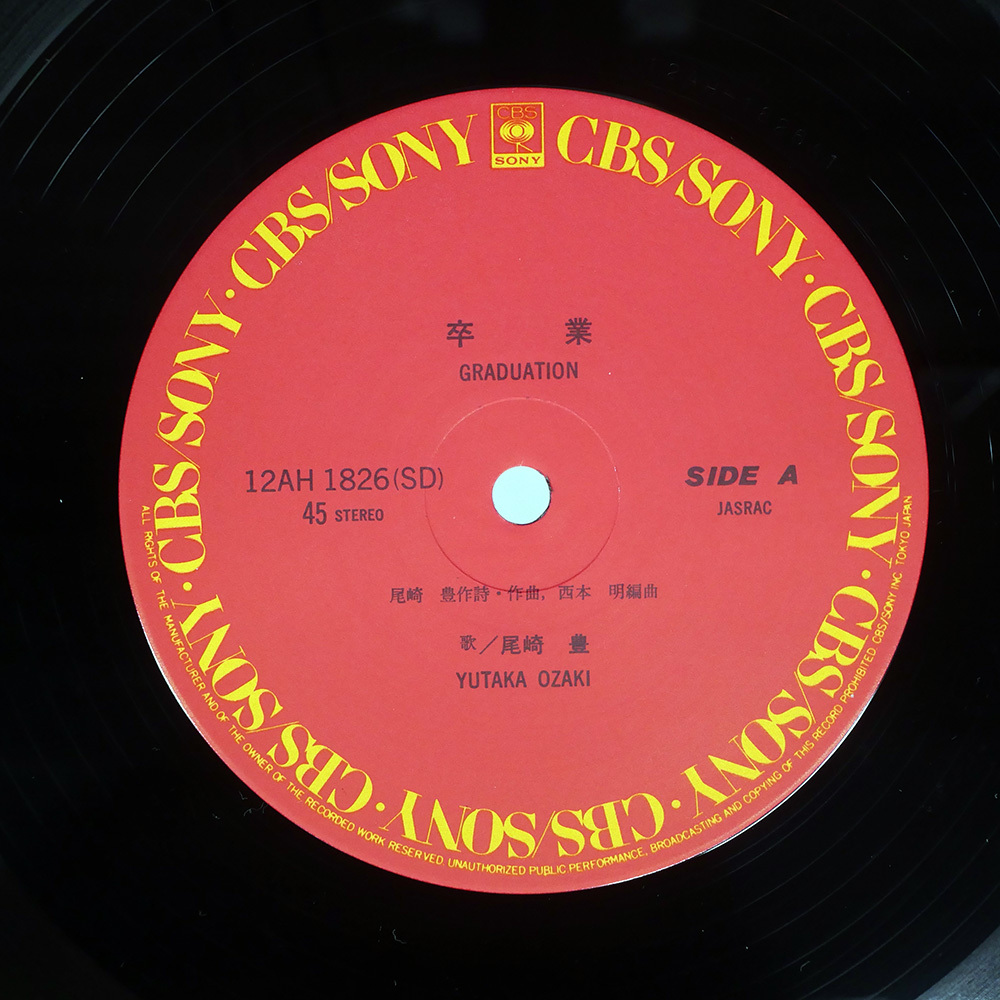 CBS
SONY
CBS/SONY · CBS/SONY · CBS/SONY · CBS/SONY · CBS/SONY · CBS/SONY · CBS/SONY · CBS/SONY
卒業
GRADUATION
12AH 1826(SD)
45 STEREO
SIDE A
JASRAC
尾崎 豊作詩・作曲, 西本 明編曲
歌／尾崎 豊
YUTAKA OZAKI
ALL RIGHTS OF THE MANUFACTURER AND OF THE OWNER OF THE RECORDED WORK RESERVED. UNAUTHORIZED PUBLIC PERFORMANCE, BROADCASTING AND COPYING OF THIS RECORD PROHIBITED CBS/SONY INC. TOKYO JAPAN